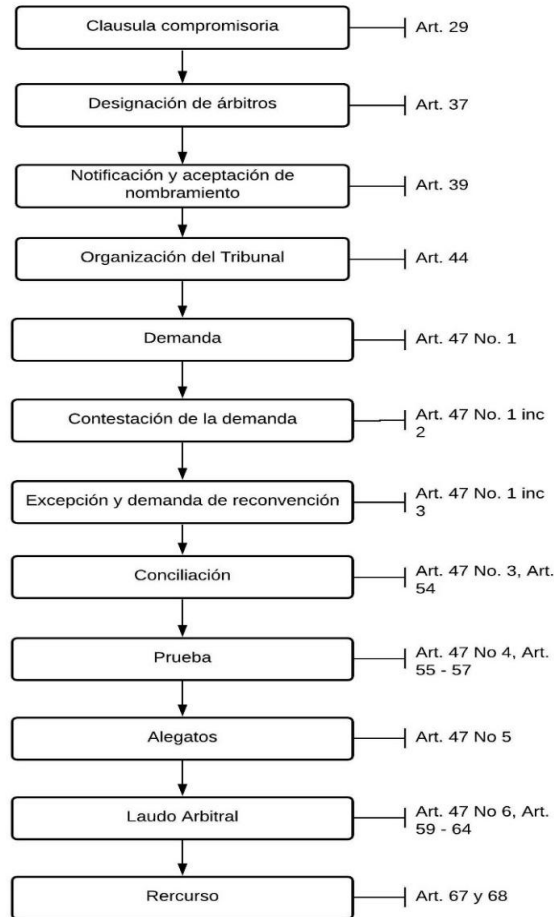 Clausula compromisoria
Art. 29
Designación de árbitros
Art. 37
Notificación y aceptación de
nombramiento
Art. 39
Organización del Tribunal
Art. 44
Demanda
Art. 47 No. 1
Contestación de la demanda
Art. 47 No. 1 inc
2
Excepción y demanda de reconvención
Art. 47 No. 1 inc
3
Conciliación
Art. 47 No. 3, Art.
54
Prueba
Art. 47 No 4, Art.
55 - 57
Alegatos
Art. 47 No 5
Laudo Arbitral
Art. 47 No 6, Art.
59 - 64
Rercurso
Art. 67 y 68